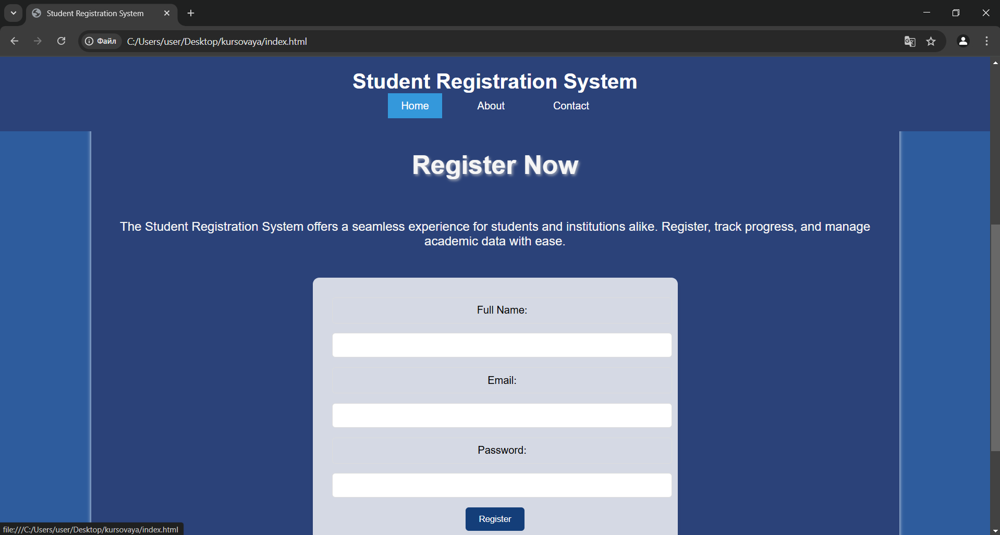 Student Registration System
Файл C:/Users/user/Desktop/kursovaya/index.html
Student Registration System
Home About Contact
Register Now
The Student Registration System offers a seamless experience for students and institutions alike. Register, track progress, and manage
academic data with ease.
Full Name:
Email:
Password:
Register
file:///C:/Users/user/Desktop/kursovaya/index.html